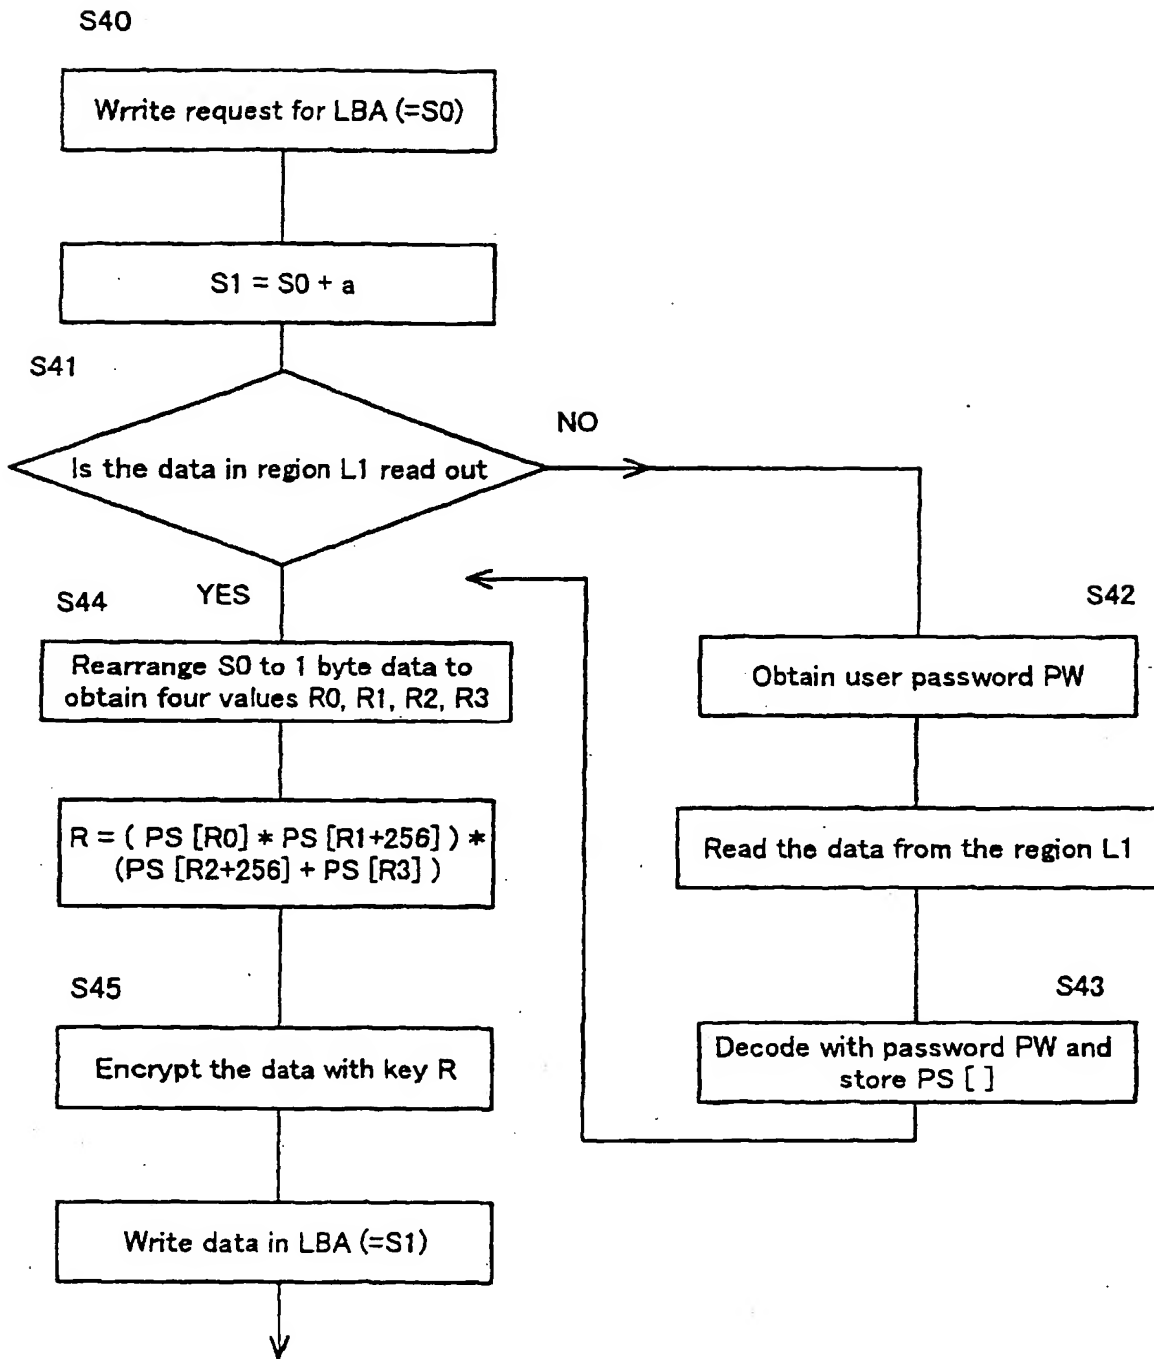 S40
Wrrite request for LBA (=S0)
S1 = S0 + a
S41
Is the data in region L1 read out
NO
YES
S44
Rearrange S0 to 1 byte data to
obtain four values R0, R1, R2, R3
R = ( PS [R0] * PS [R1+256] ) *
(PS [R2+256] + PS [R3] )
S45
Encrypt the data with key R
Write data in LBA (=S1)
S42
Obtain user password PW
Read the data from the region L1
S43
Decode with password PW and
store PS [ ]